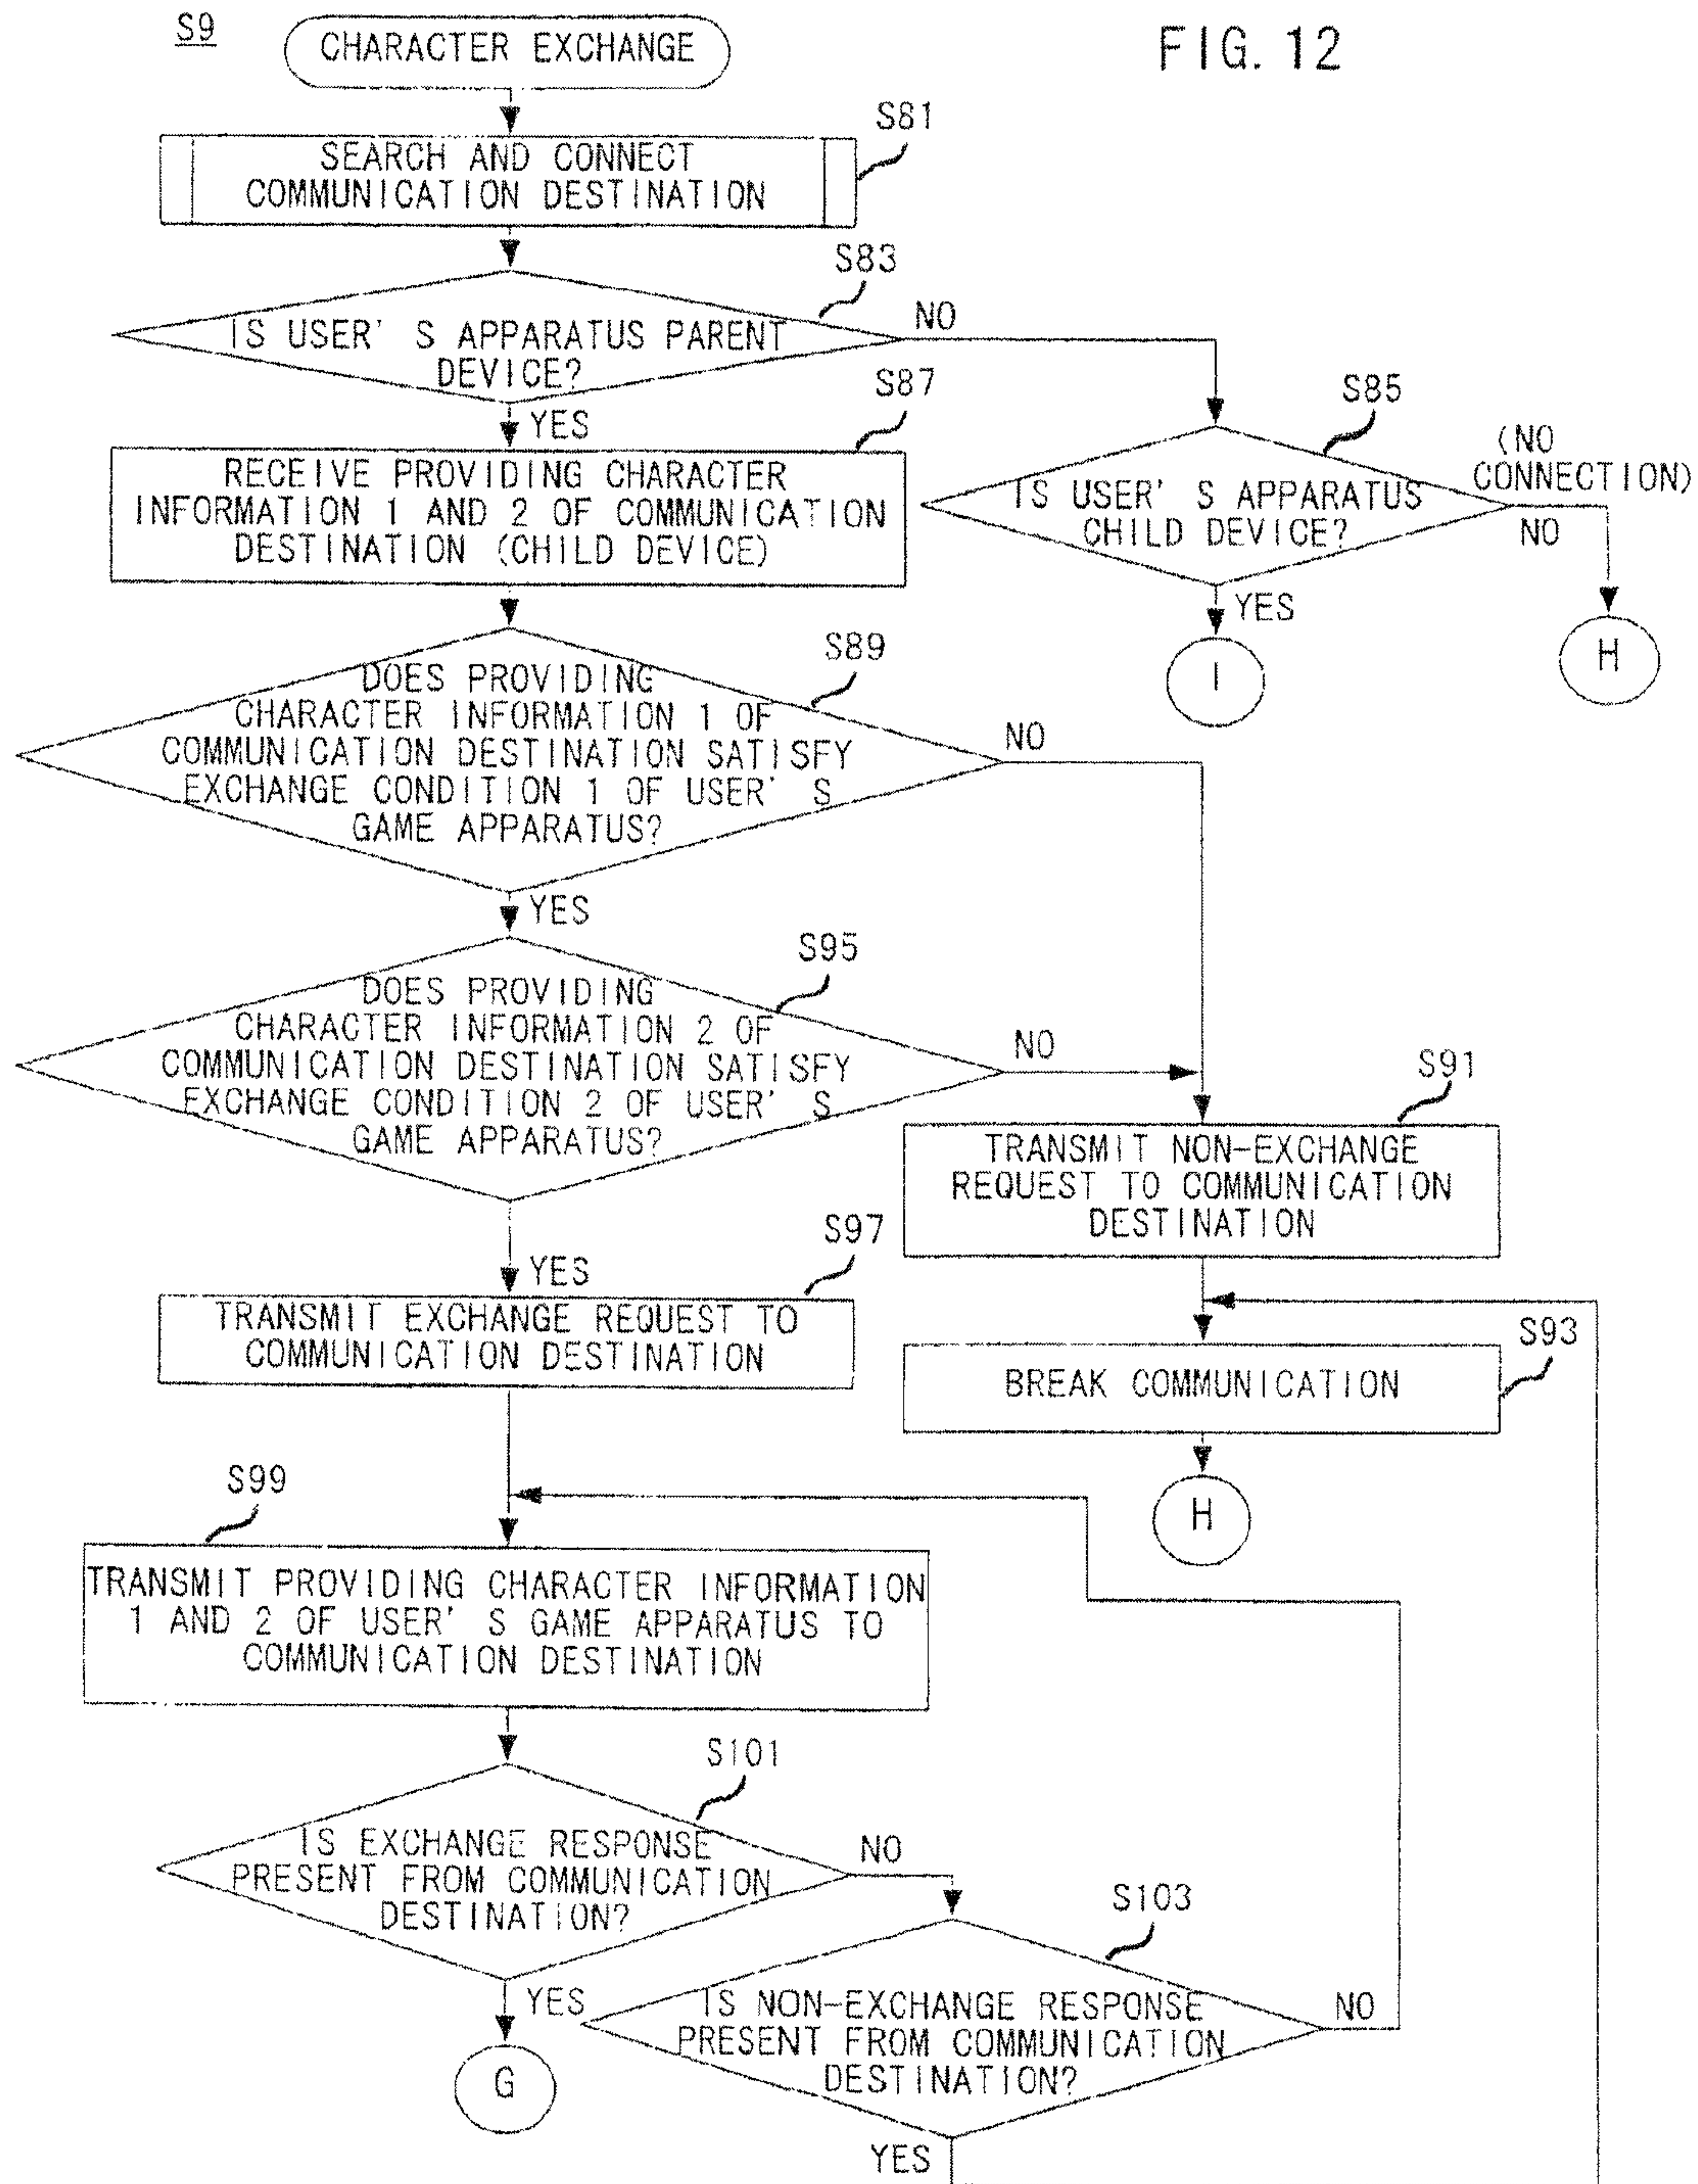 S9
CHARACTER EXCHANGE
FIG. 12
S81
SEARCH AND CONNECT
COMMUNICATION DESTINATION
S83
IS USER'S APPARATUS PARENT
DEVICE?
NO
YES
S85
IS USER'S APPARATUS
CHILD DEVICE?
(NO
CONNECTION)
NO
H
YES
I
S87
RECEIVE PROVIDING CHARACTER
INFORMATION 1 AND 2 OF COMMUNICATION
DESTINATION (CHILD DEVICE)
S89
DOES PROVIDING
CHARACTER INFORMATION 1 OF
COMMUNICATION DESTINATION SATISFY
EXCHANGE CONDITION 1 OF USER'S
GAME APPARATUS?
NO
YES
S95
DOES PROVIDING
CHARACTER INFORMATION 2 OF
COMMUNICATION DESTINATION SATISFY
EXCHANGE CONDITION 2 OF USER'S
GAME APPARATUS?
NO
YES
S91
TRANSMIT NON-EXCHANGE
REQUEST TO COMMUNICATION
DESTINATION
S97
TRANSMIT EXCHANGE REQUEST TO
COMMUNICATION DESTINATION
S93
BREAK COMMUNICATION
H
S99
TRANSMIT PROVIDING CHARACTER INFORMATION
1 AND 2 OF USER'S GAME APPARATUS TO
COMMUNICATION DESTINATION
S101
IS EXCHANGE RESPONSE
PRESENT FROM COMMUNICATION
DESTINATION?
NO
YES
G
S103
IS NON-EXCHANGE RESPONSE
PRESENT FROM COMMUNICATION
DESTINATION?
NO
YES